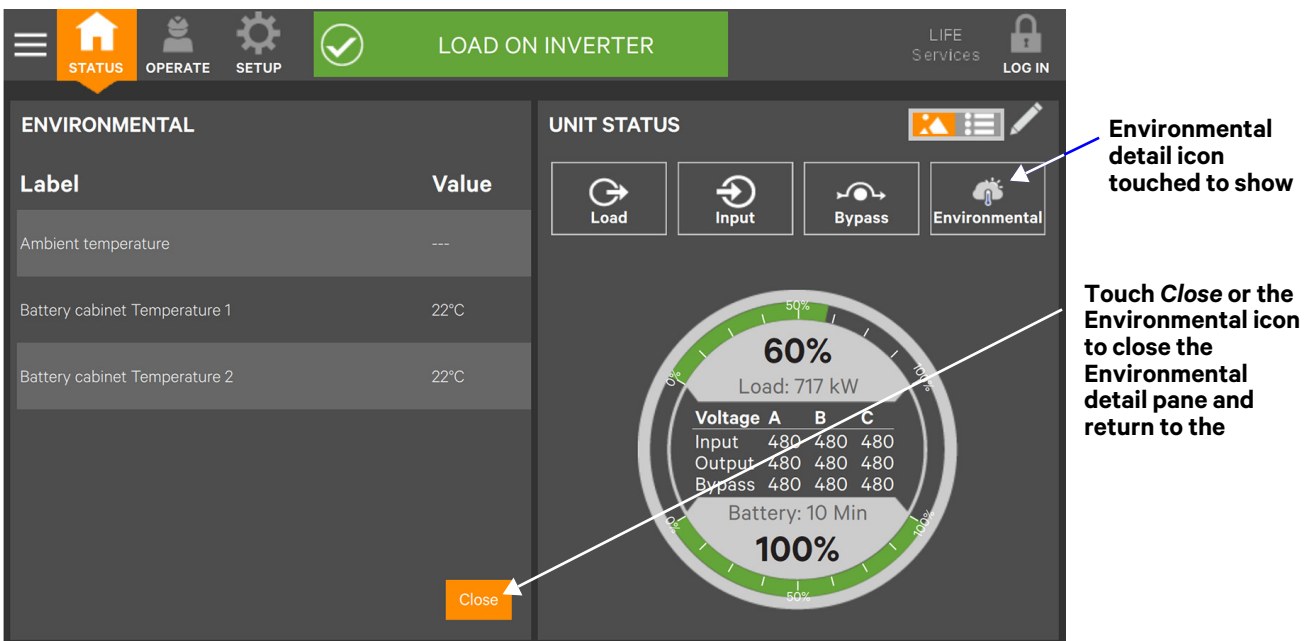 LOAD ON INVERTER
LIFE
Services
STATUS
OPERATE
SETUP
LOG IN
ENVIRONMENTAL
Label Value
Ambient temperature ---
Battery cabinet Temperature 1 22°C
Battery cabinet Temperature 2 22°C
Close
UNIT STATUS
Load
Input
Bypass
Environmental
50%
0%
100%
60%
Load: 717 kW
Voltage A B C
Input 480 480 480
Output 480 480 480
Bypass 480 480 480
Battery: 10 Min
100%
0%
100%
50%
Environmental
detail icon
touched to show
Touch Close or the
Environmental icon
to close the
Environmental
detail pane and
return to the